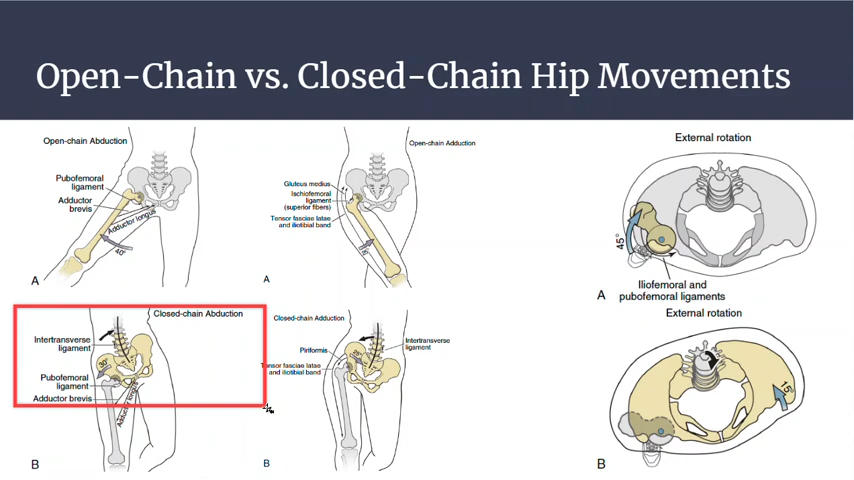 Open-Chain vs. Closed-Chain Hip Movements
Open-chain Abduction
Pubofemoral
ligament
Adductor
brevis
Adductor longus
40°
A
Open-chain Adduction
Gluteus medius
Ischiofemoral
ligament
(superior fibers)
Tensor fasciae latae
and iliotibial band
25°
A
External rotation
45°
Iliofemoral and
pubofemoral ligaments
A
Closed-chain Abduction
Intertransverse
ligament
30°
Pubofemoral
ligament
Adductor brevis
Adductor longus
B
Closed-chain Adduction
Piriformis
Tensor fasciae latae
and iliotibial band
Intertransverse
ligament
B
External rotation
15°
B